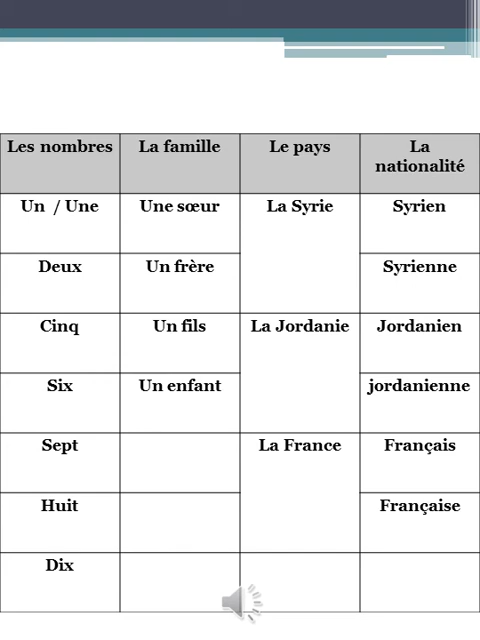 Les nombres La famille Le pays La
nationalité
Un / Une Une sœur La Syrie Syrien
Deux Un frère Syrienne
Cinq Un fils La Jordanie Jordanien
Six Un enfant jordanienne
Sept La France Français
Huit Française
Dix